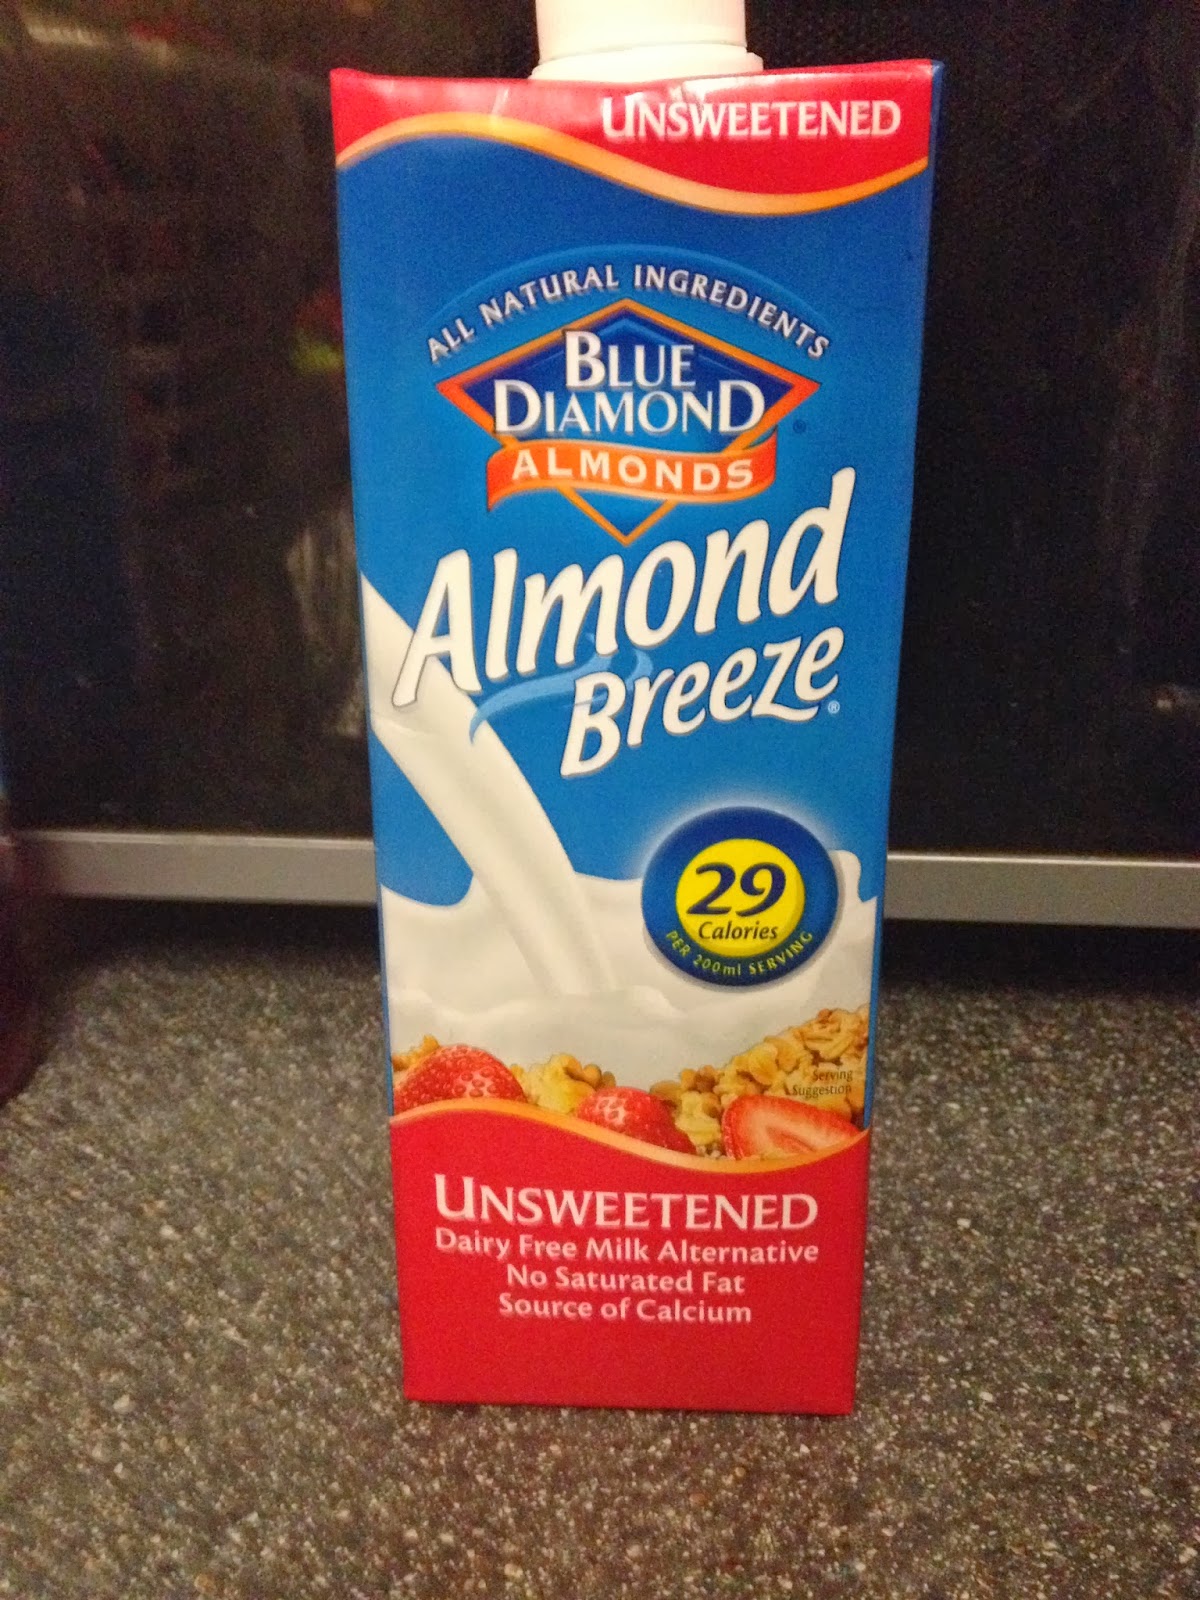 UNSWEETENED
ALL NATURAL INGREDIENTS
BLUE
DIAMOND
ALMONDS
Almond
Breeze®
29
Calories
PER 200ml SERVING
Serving
Suggestion
UNSWEETENED
Dairy Free Milk Alternative
No Saturated Fat
Source of Calcium